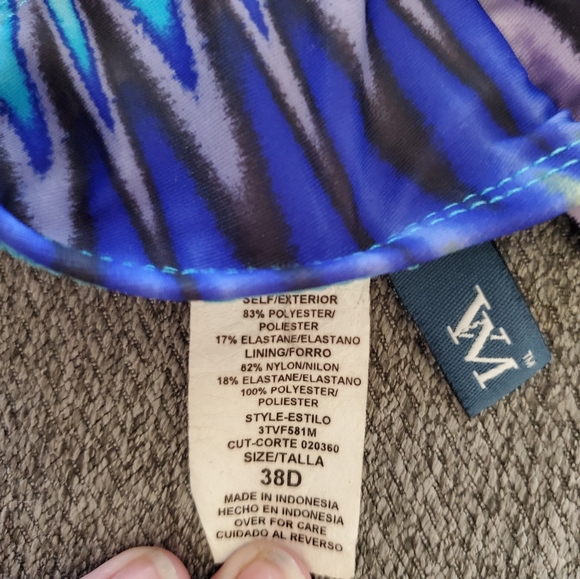 SELF/EXTERIOR
83% POLYESTER/
POLIESTER
17% ELASTANE/ELASTANO
LINING/FORRO
82% NYLON/NILON
18% ELASTANE/ELASTANO
100% POLYESTER/
POLIESTER
STYLE-ESTILO
3TVF581M
CUT-CORTE 020360
SIZE/TALLA
38D
MADE IN INDONESIA
HECHO EN INDONESIA
OVER FOR CARE
CUIDADO AL REVERSO
VM
TM